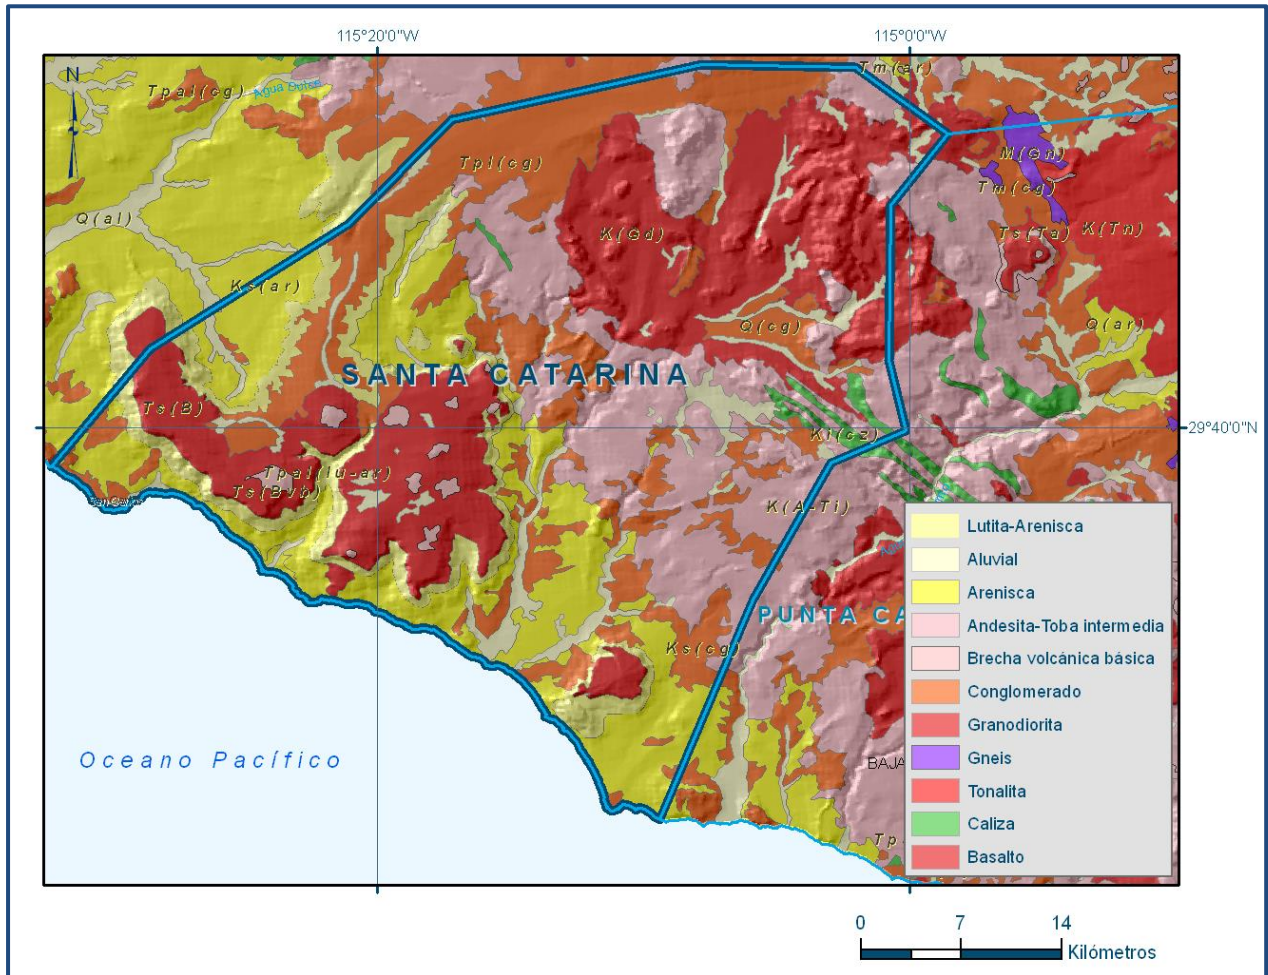 115°20'0"W
115°0'0"W
N
Tm(ar)
Tpal(cg)
Agua Dulce
Tpl(cg)
M(Gn)
Tm(cg)
Q(al)
K(Gd)
Ts(Ta)
K(Tn)
Ks(ar)
Q(cg)
Q(ar)
SANTA CATARINA
Ts(B)
Ki(cz)
29°40'0"N
Tpal(lu-ar)
Ts(Bvb)
K(A-Ti)
PUNTA CA
Ks(cg)
Oceano Pacífico
BAJA
Tp
Lutita-Arenisca
Aluvial
Arenisca
Andesita-Toba intermedia
Brecha volcánica básica
Conglomerado
Granodiorita
Gneis
Tonalita
Caliza
Basalto
0 7 14
Kilómetros